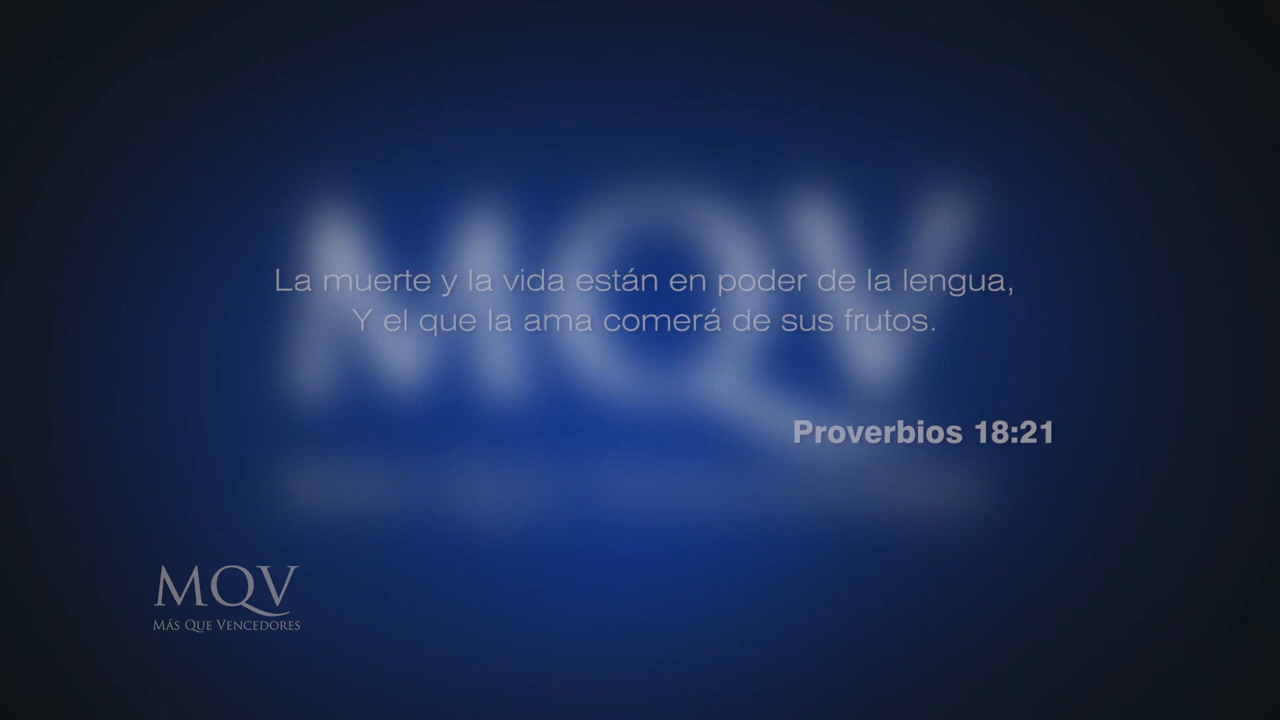 MQV
La muerte y la vida están en poder de la lengua,
Y el que la ama comerá de sus frutos.
Proverbios 18:21
MQV
MÁS QUE VENCEDORES